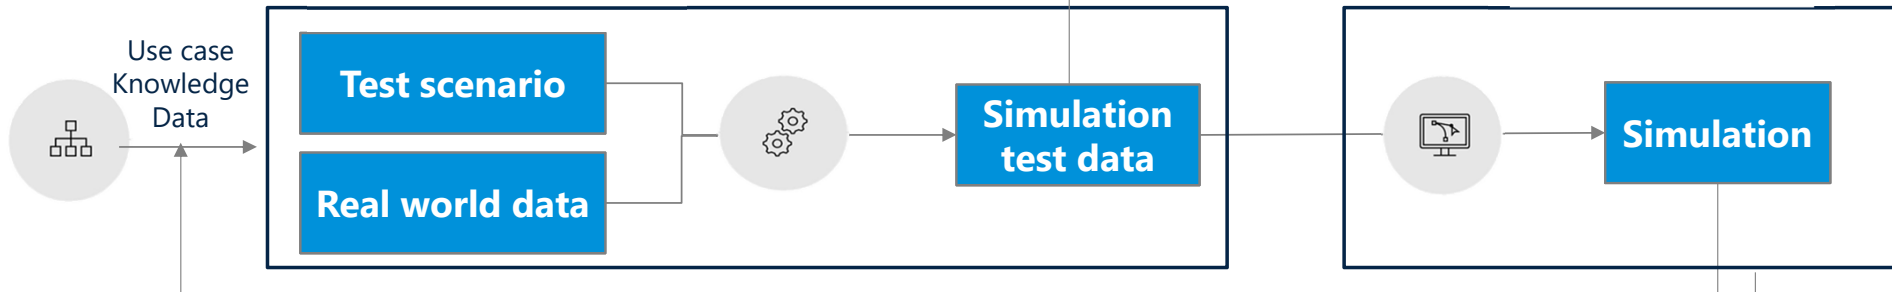 Use case
Knowledge
Data
Test scenario
Real world data
Simulation
test data
Simulation